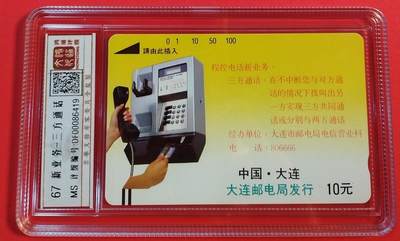 0 1 10 50 100
請由此插入
程控电话新业务·
三方通话·在不中断您与对方通
话的情况下拨叫出另
一方实现三方共同通
话或分别与两方通话
经办单位:大连市邮电局电信营业科
电 话:806666
中国·大连
大连邮电局发行 10元
67 新业务-三方通话
MS 评级编号:0F00086419